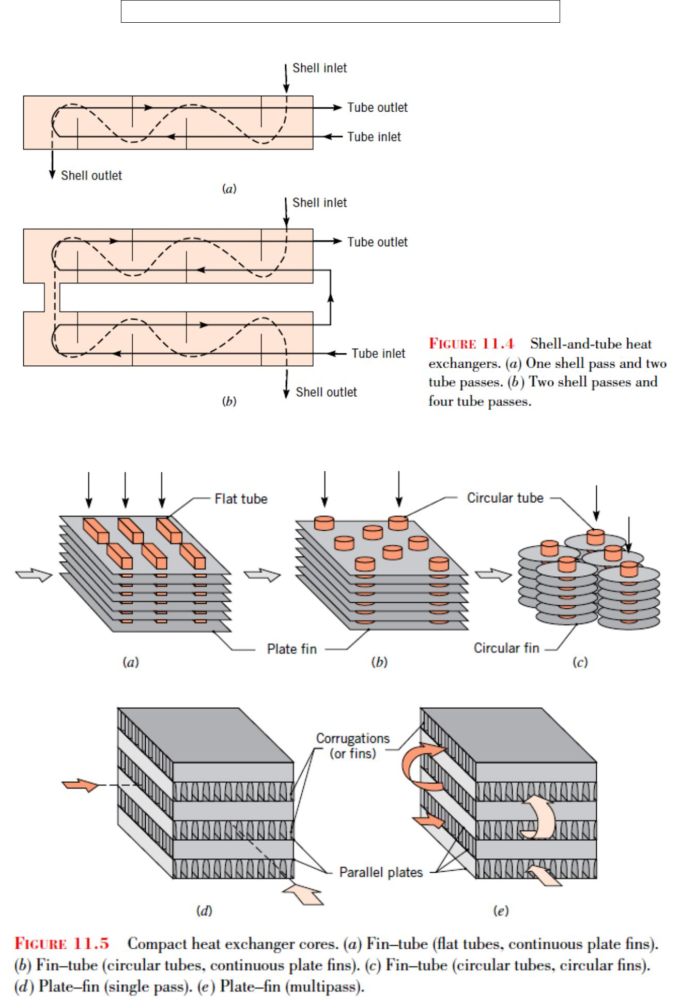 Shell inlet
Tube outlet
Tube inlet
Shell outlet
(a)
Shell inlet
Tube outlet
Tube inlet
Shell outlet
(b)
FIGURE 11.4 Shell-and-tube heat
exchangers. (a) One shell pass and two
tube passes. (b) Two shell passes and
four tube passes.
Flat tube
Circular tube
Plate fin
Circular fin
(a)
(b)
(c)
Corrugations
(or fins)
Parallel plates
(d)
(e)
FIGURE 11.5 Compact heat exchanger cores. (a) Fin–tube (flat tubes, continuous plate fins).
(b) Fin–tube (circular tubes, continuous plate fins). (c) Fin–tube (circular tubes, circular fins).
(d) Plate–fin (single pass). (e) Plate–fin (multipass).